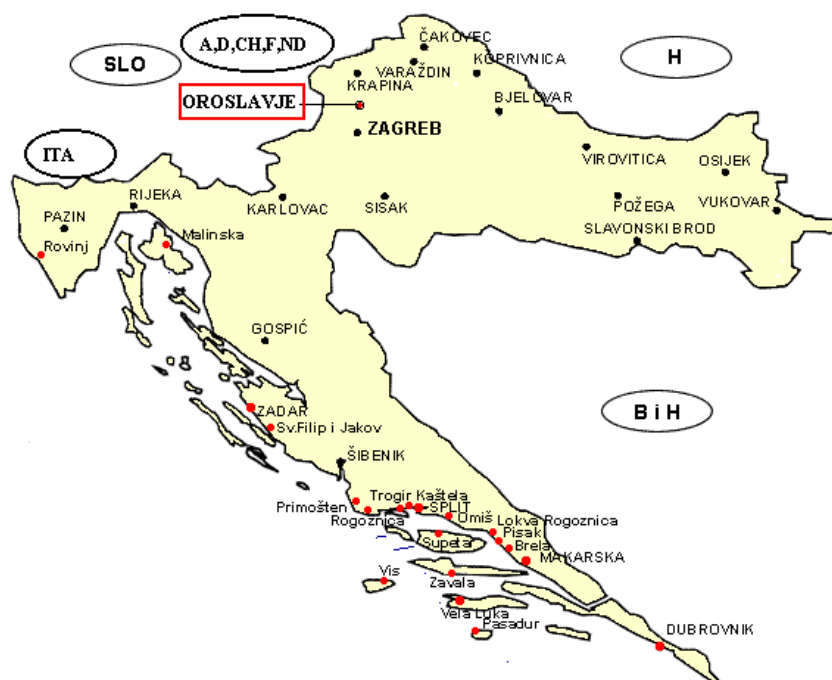 A,D,CH,F,ND
SLO
H
ČAKOVEC
VARAŽDIN
KOPRIVNICA
KRAPINA
OROSLAVJE
BJELOVAR
ZAGREB
ITA
VIROVITICA
OSIJEK
RIJEKA
KARLOVAC
SISAK
POŽEGA
VUKOVAR
PAZIN
Malinska
SLAVONSKI BROD
Rovinj
GOSPIĆ
ZADAR
B i H
Sv.Filip i Jakov
ŠIBENIK
Trogir Kaštela
Primošten
SPLIT
Rogoznica
Omiš
Lokva Rogoznica
Pisak
Supetar
Brela
MAKARSKA
Vis
Zavala
Vela Luka
Pasadur
DUBROVNIK